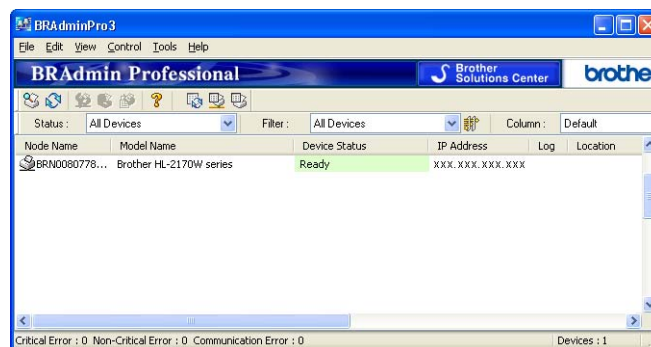 BRAdminPro3
File Edit View Control Tools Help
BRAdmin Professional Brother Solutions Center brothe
?
Status : All Devices Filter : All Devices Column : Default
Node Name Model Name Device Status IP Address Log Location
BRN0080778... Brother HL-2170W series Ready XXX.XXX.XXX.XXX
Critical Error : 0 Non-Critical Error : 0 Communication Error : 0 Devices : 1